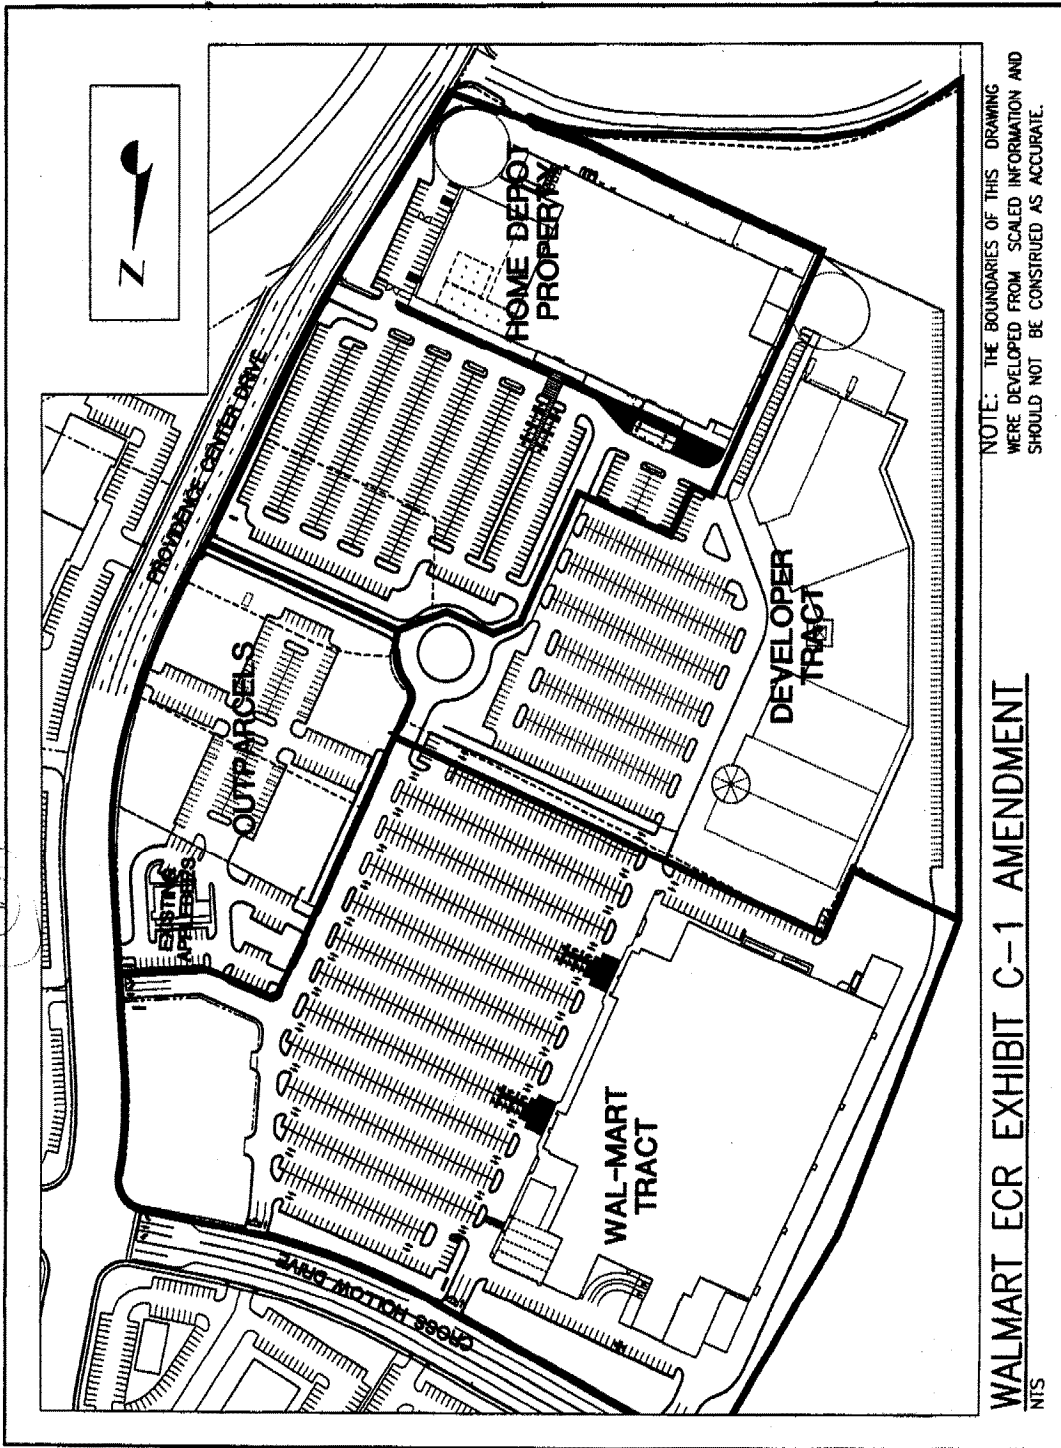 Z
PROVIDENCE CENTER DRIVE
HOME DEPOT
PROPERTY
OUTPARCELS
EXISTING
APPLEBEES
DEVELOPER
TRACT
WAL-MART
TRACT
CROSS HOLLOW DRIVE
WALMART ECR EXHIBIT C-1 AMENDMENT
NTS
NOTE: THE BOUNDARIES OF THIS DRAWING
WERE DEVELOPED FROM SCALED INFORMATION AND
SHOULD NOT BE CONSTRUED AS ACCURATE.